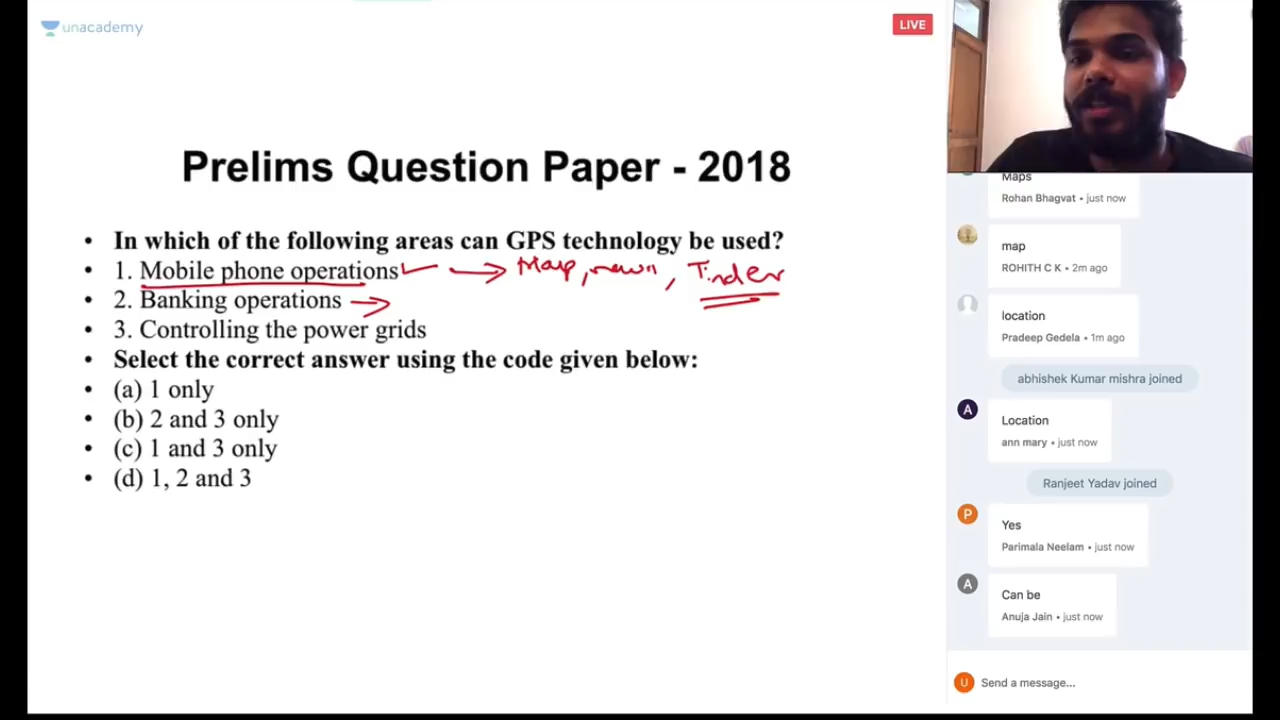 unacademy
LIVE
Prelims Question Paper - 2018
• In which of the following areas can GPS technology be used?
• 1. Mobile phone operations → Map, news, Tinder
• 2. Banking operations →
• 3. Controlling the power grids
• Select the correct answer using the code given below:
• (a) 1 only
• (b) 2 and 3 only
• (c) 1 and 3 only
• (d) 1, 2 and 3
Maps
Rohan Bhagvat • just now
map
ROHITH C K • 2m ago
location
Pradeep Gedela • 1m ago
abhishek Kumar mishra joined
A
Location
ann mary • just now
Ranjeet Yadav joined
P
Yes
Parimala Neelam • just now
A
Can be
Anuja Jain • just now
U
Send a message...